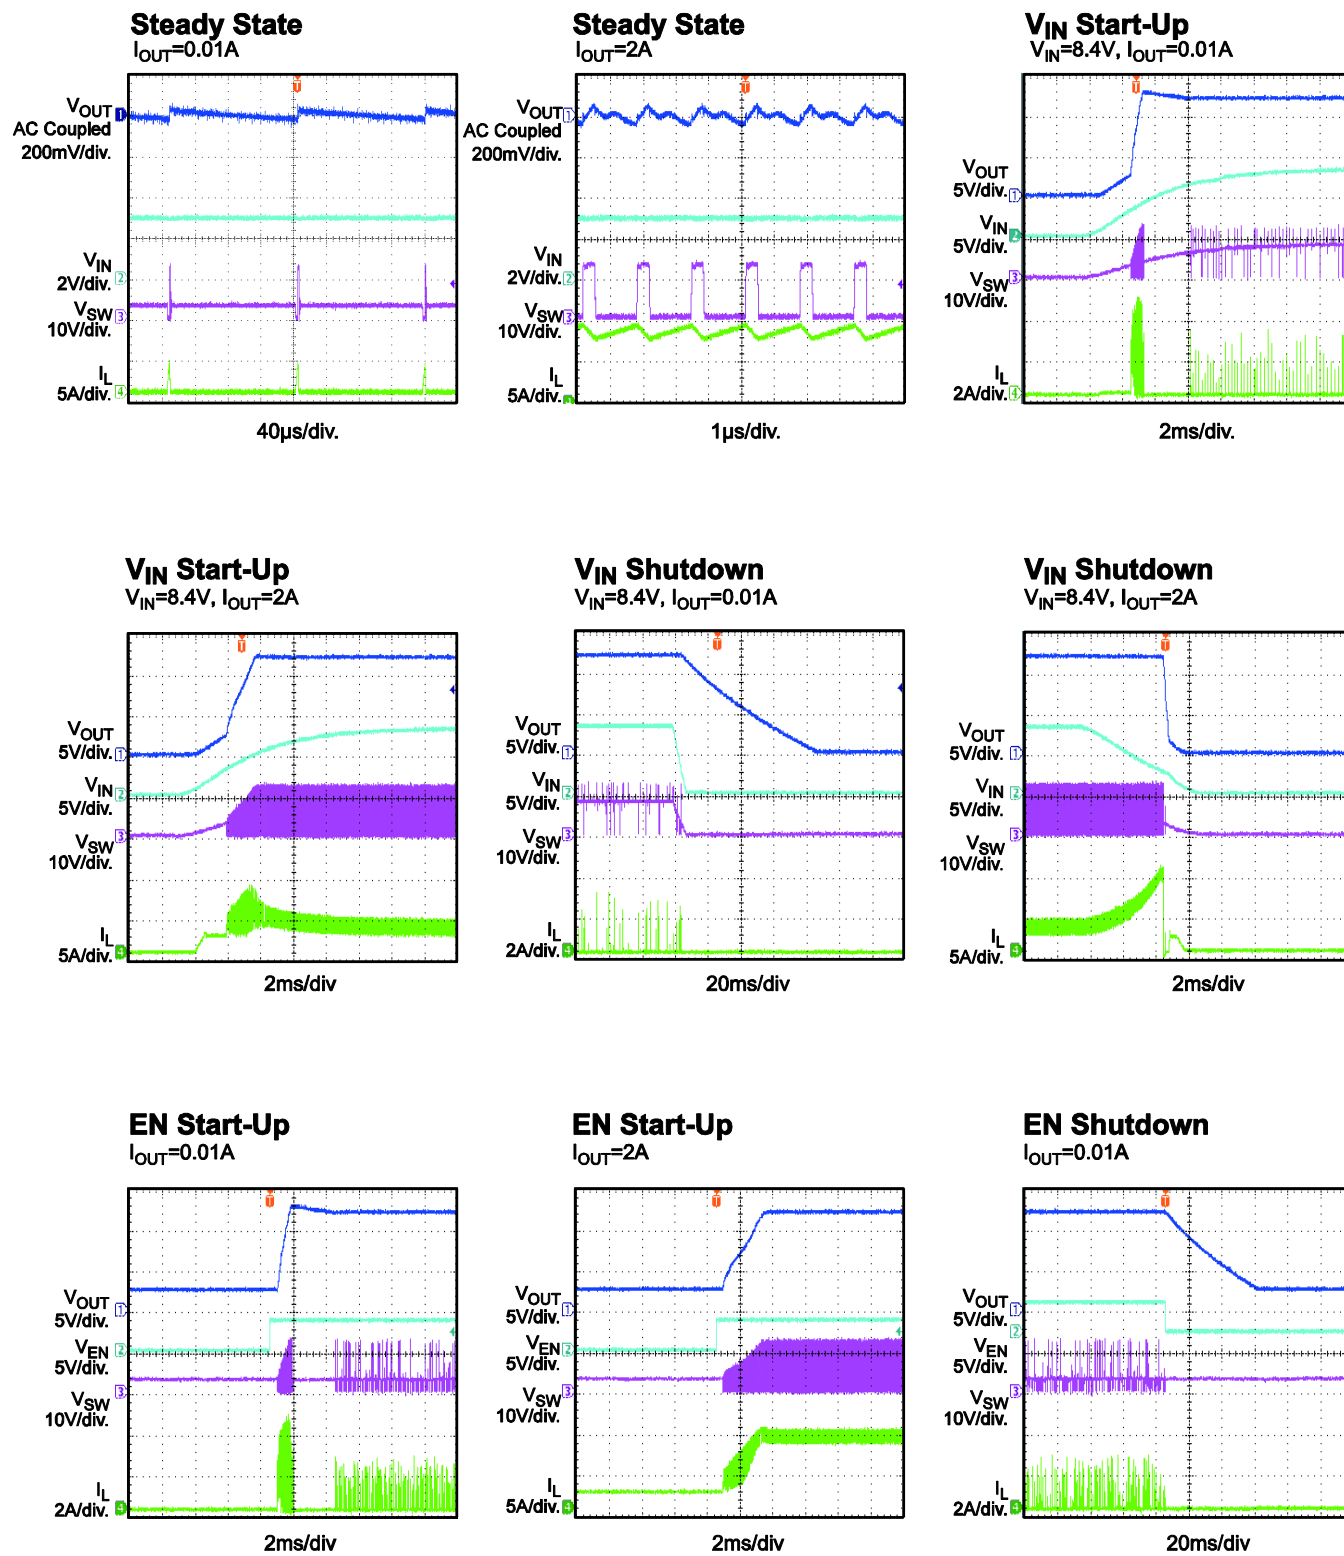 Steady State
IOUT=0.01A
VOUT
AC Coupled
200mV/div.
VIN
2V/div.
VSW
10V/div.
IL
5A/div.
40µs/div.
Steady State
IOUT=2A
VOUT
AC Coupled
200mV/div.
VIN
2V/div.
VSW
10V/div.
IL
5A/div.
1µs/div.
VIN Start-Up
VIN=8.4V, IOUT=0.01A
VOUT
5V/div.
VIN
5V/div.
VSW
10V/div.
IL
2A/div.
2ms/div.
VIN Start-Up
VIN=8.4V, IOUT=2A
VOUT
5V/div.
VIN
5V/div.
VSW
10V/div.
IL
5A/div.
2ms/div
VIN Shutdown
VIN=8.4V, IOUT=0.01A
VOUT
5V/div.
VIN
5V/div.
VSW
10V/div.
IL
2A/div.
20ms/div
VIN Shutdown
VIN=8.4V, IOUT=2A
VOUT
5V/div.
VIN
5V/div.
VSW
10V/div.
IL
5A/div.
2ms/div
EN Start-Up
IOUT=0.01A
VOUT
5V/div.
VEN
5V/div.
VSW
10V/div.
IL
2A/div.
2ms/div
EN Start-Up
IOUT=2A
VOUT
5V/div.
VEN
5V/div.
VSW
10V/div.
IL
5A/div.
2ms/div
EN Shutdown
IOUT=0.01A
VOUT
5V/div.
VEN
5V/div.
VSW
10V/div.
IL
2A/div.
20ms/div